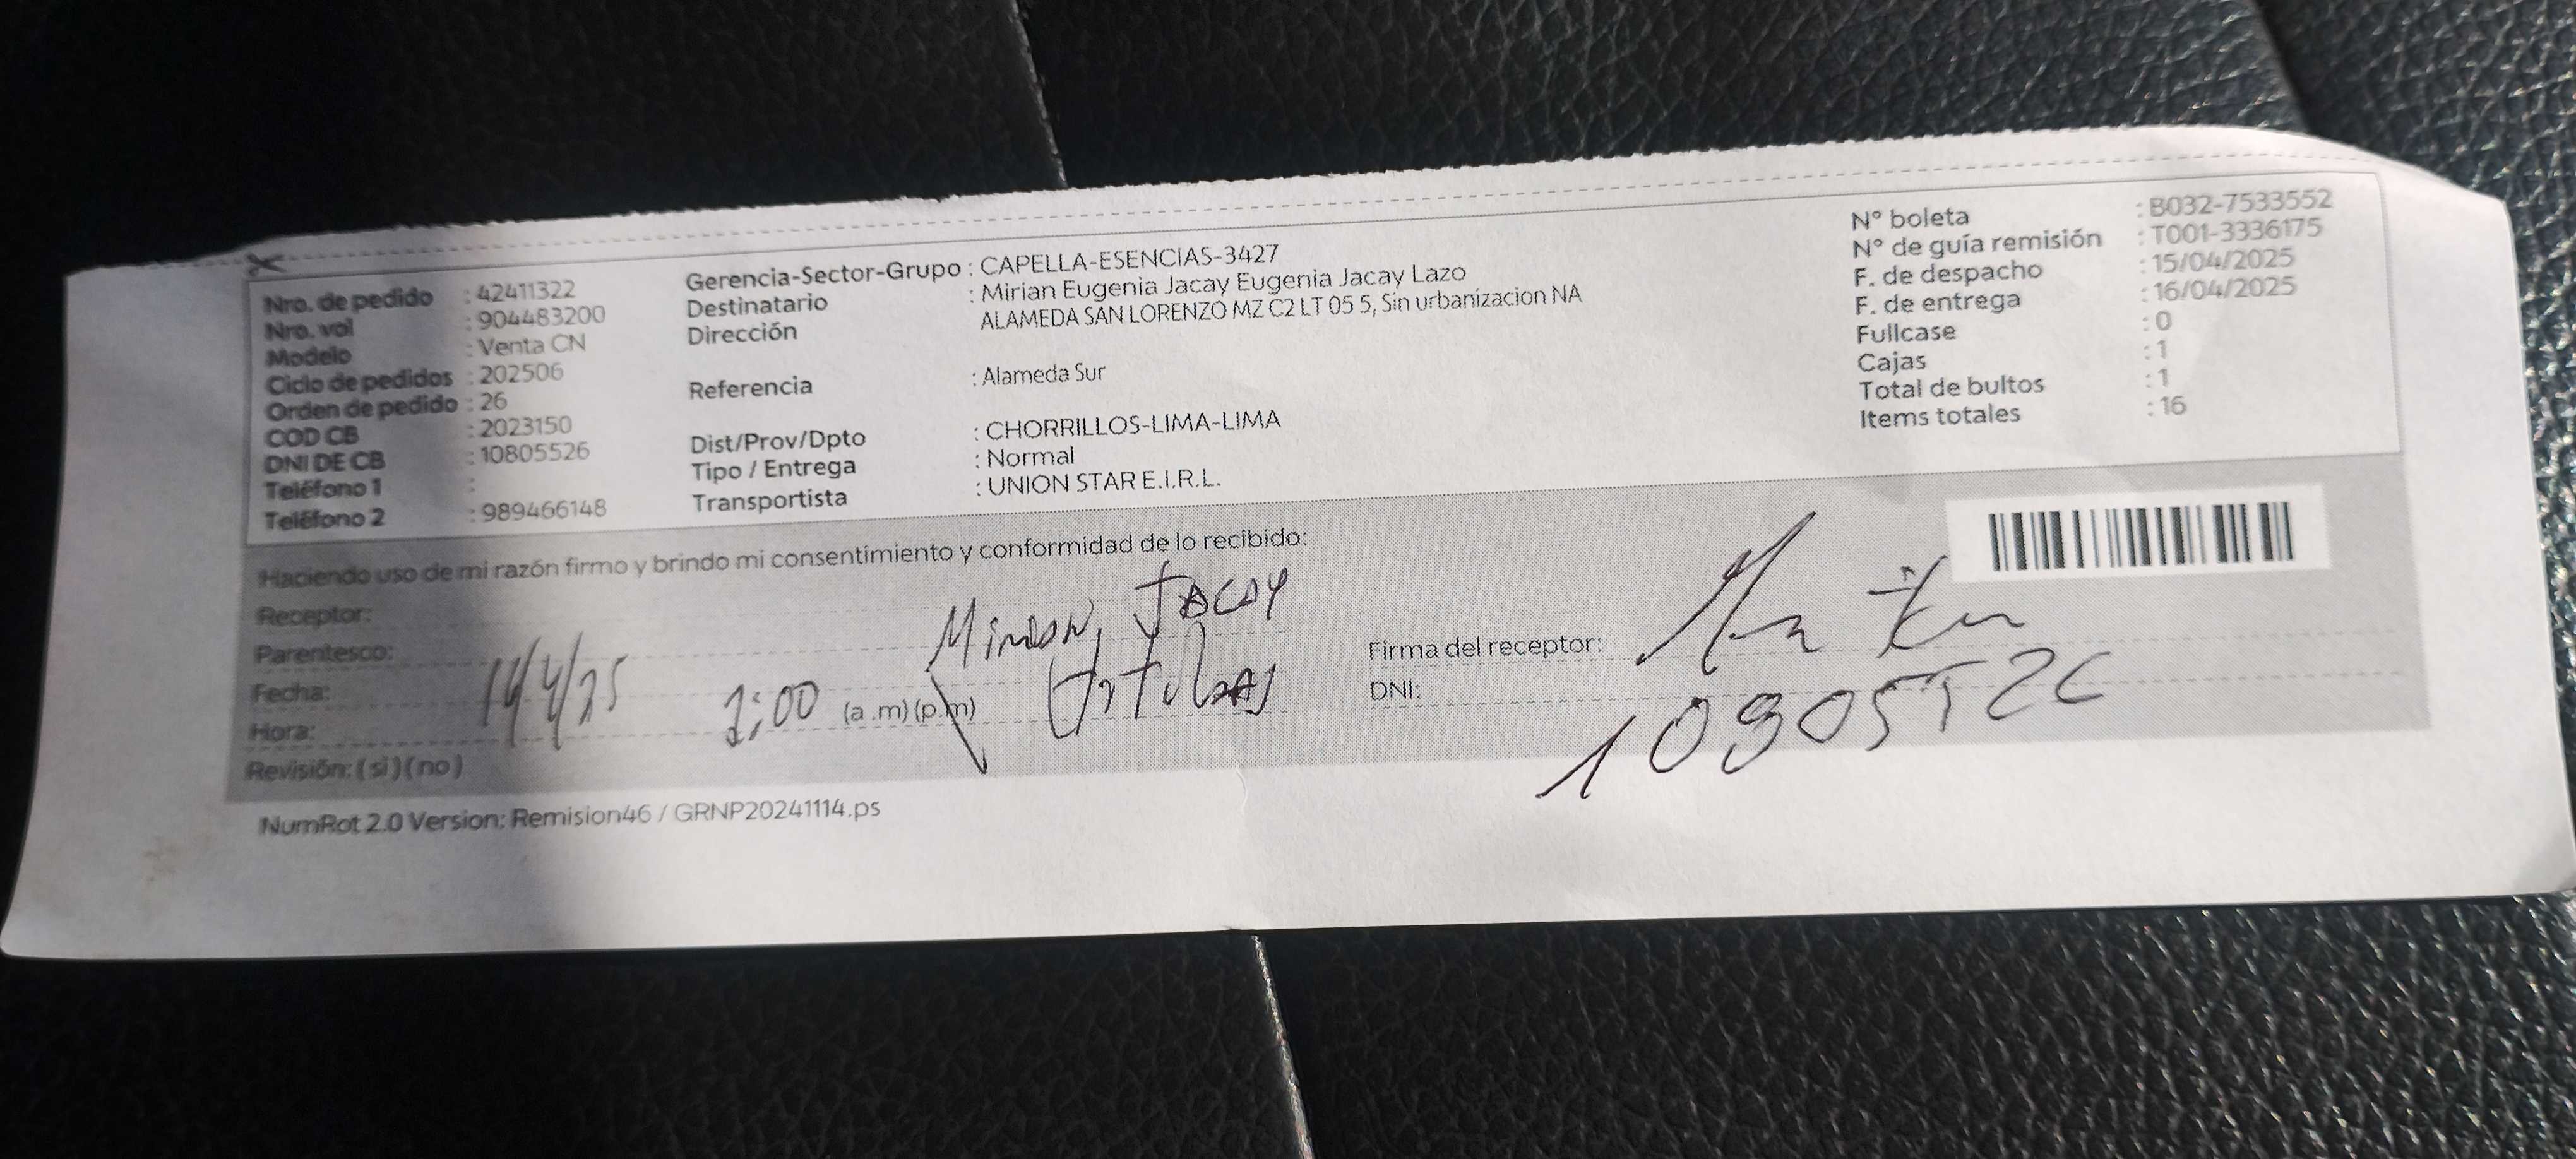 Nro. de pedido : 42411322
Nro. vol : 904483200
Modelo : Venta CN
Ciclo de pedidos : 202506
Orden de pedido : 26
COD CB : 2023150
DNI DE CB : 10805526
Teléfono 1 :
Teléfono 2 : 989466148
Gerencia-Sector-Grupo : CAPELLA-ESENCIAS-3427
Destinatario : Mirian Eugenia Jacay Eugenia Jacay Lazo
Dirección ALAMEDA SAN LORENZO MZ C2 LT 05 5, Sin urbanizacion NA
Referencia : Alameda Sur
Dist/Prov/Dpto : CHORRILLOS-LIMA-LIMA
Tipo / Entrega : Normal
Transportista : UNION STAR E.I.R.L.
N° boleta : B032-7533552
N° de guía remisión : T001-3336175
F. de despacho : 15/04/2025
F. de entrega : 16/04/2025
Fullcase : 0
Cajas : 1
Total de bultos : 1
Items totales : 16
Haciendo uso de mi razón firmo y brindo mi consentimiento y conformidad de lo recibido:
Receptor: Mirian Jacay
Parentesco: titular
Fecha:
Hora: :00 (a .m) (p.m)
Revisión: ( si ) ( no )
Firma del receptor:
DNI: 10805526
NumRot 2.0 Version: Remision46 / GRNP20241114.ps